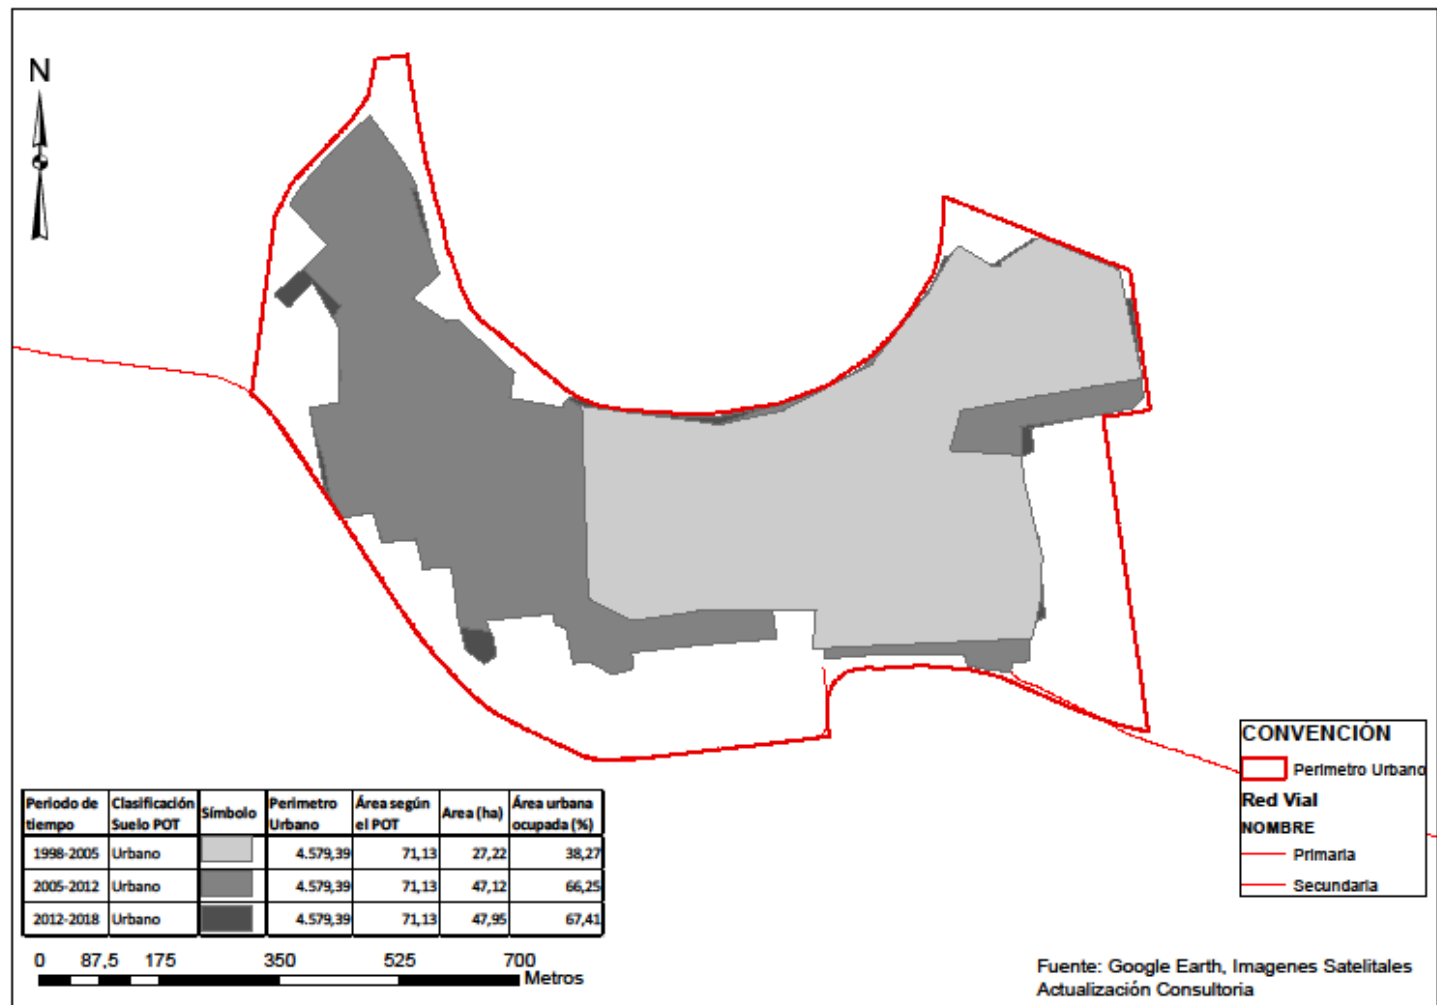 N
CONVENCIÓN
Perimetro Urbano
Red Vial
NOMBRE
Primaria
Secundaria
Periodo de tiempo Clasificación Suelo POT Símbolo Perimetro Urbano Área según el POT Area (ha) Área urbana ocupada (%)
1998-2005 Urbano 4.579,39 71,13 27,22 38,27
2005-2012 Urbano 4.579,39 71,13 47,12 66,25
2012-2018 Urbano 4.579,39 71,13 47,95 67,41
0 87,5 175 350 525 700
Metros
Fuente: Google Earth, Imagenes Satelitales
Actualización Consultoria